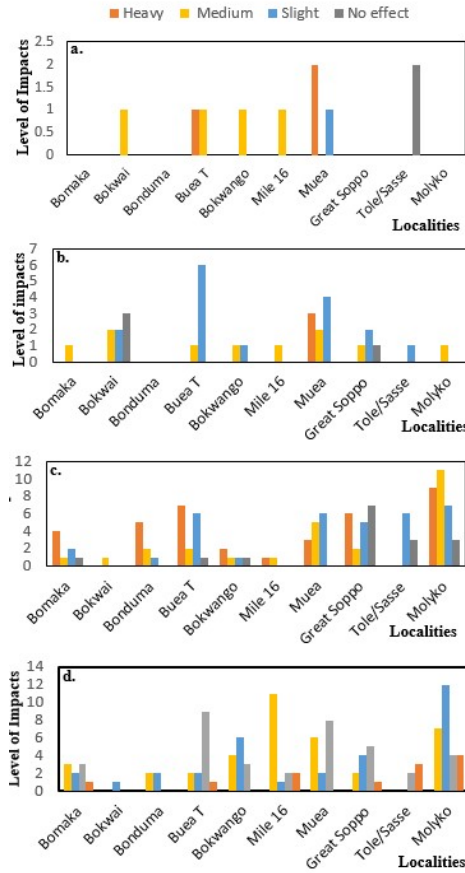 Heavy Medium Slight No effect
a.
Level of Impacts
2.5
2
1.5
1
0.5
0
Bomaka Bokwai Bonduma Buea T Bokwango Mile 16 Muea Great Soppo Tole/Sasse Molyko
Localities
b.
Level of impacts
7
6
5
4
3
2
1
0
Bomaka Bokwai Bonduma Buea T Bokwango Mile 16 Muea Great Soppo Tole/Sasse Molyko
Localities
c.
12
10
8
6
4
2
0
Bomaka Bokwai Bonduma Buea T Bokwango Mile 16 Muea Great Soppo Tole/Sasse Molyko
Localities
d.
Level of Impacts
14
12
10
8
6
4
2
0
Bomaka Bokwai Bonduma Buea T Bokwango Mile 16 Muea Great Soppo Tole/Sasse Molyko
Localities